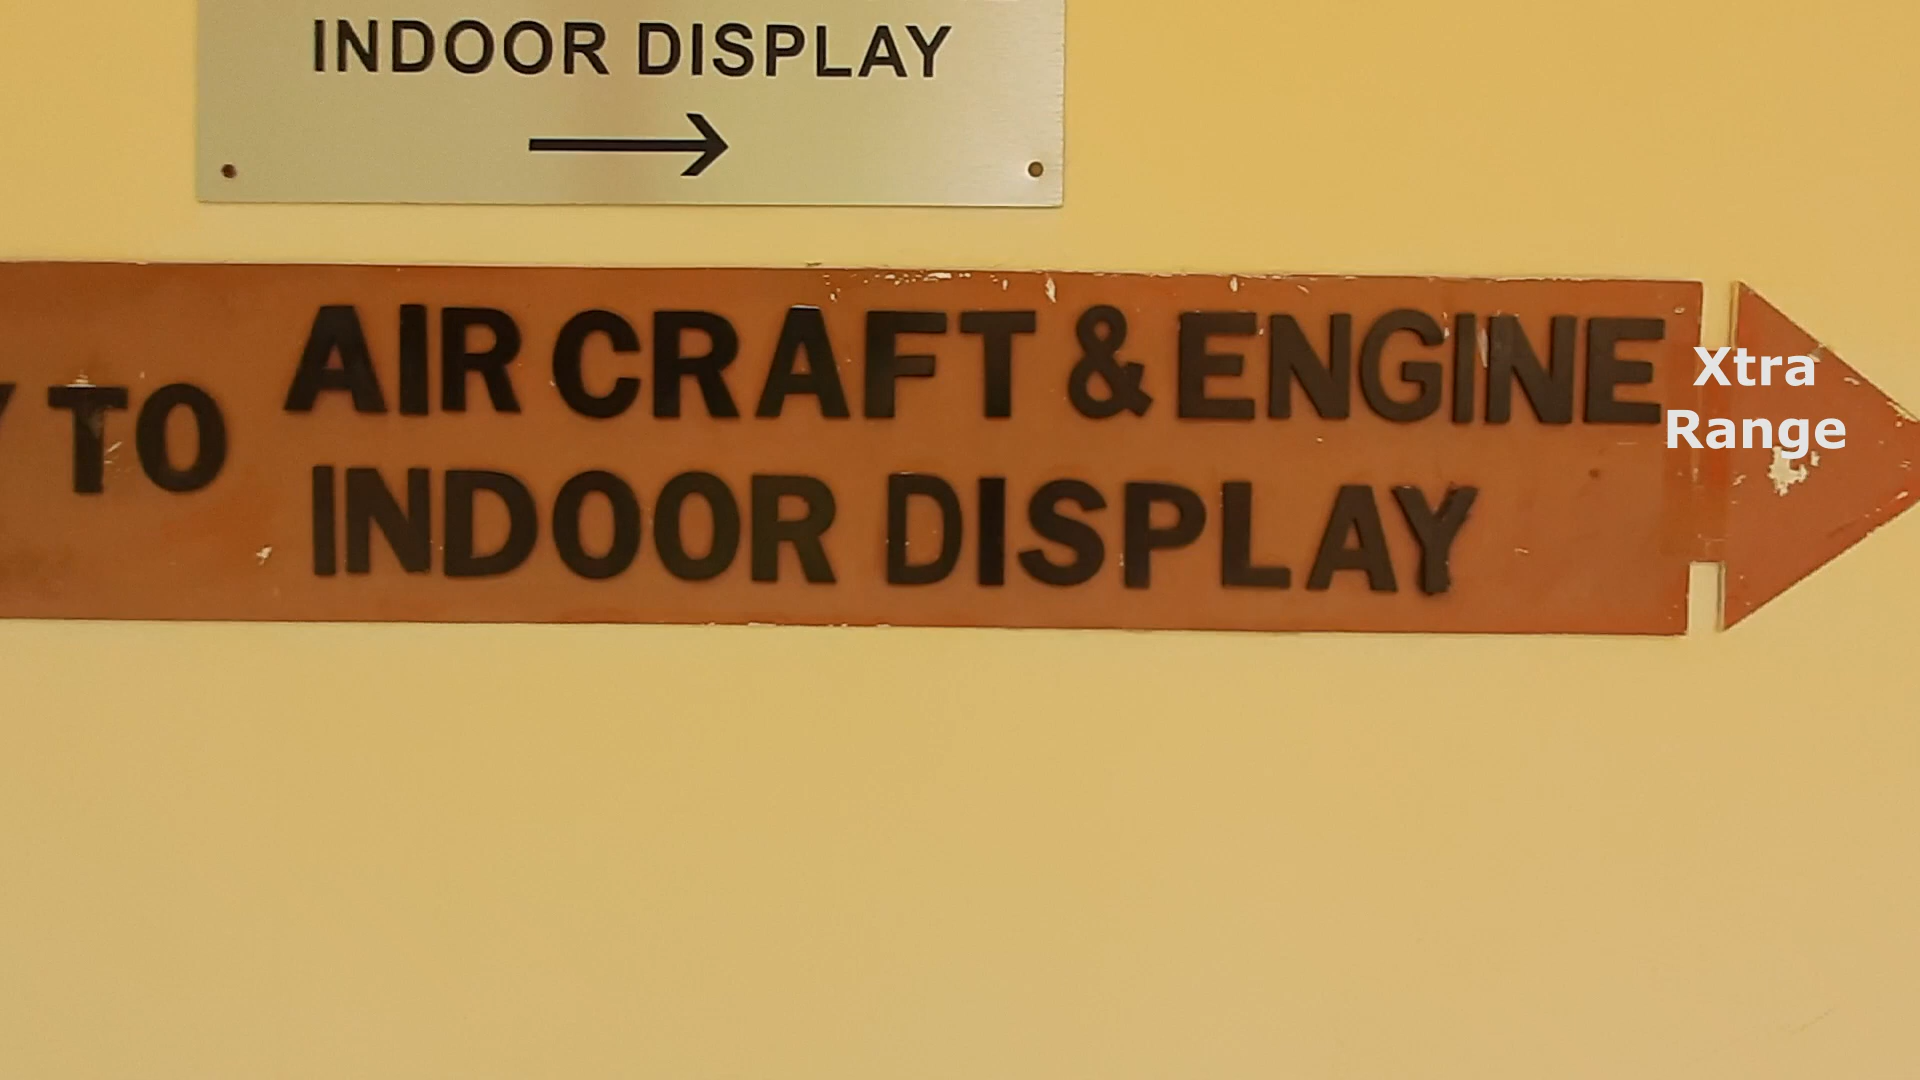 INDOOR DISPLAY
TO AIR CRAFT & ENGINE
INDOOR DISPLAY
Xtra
Range